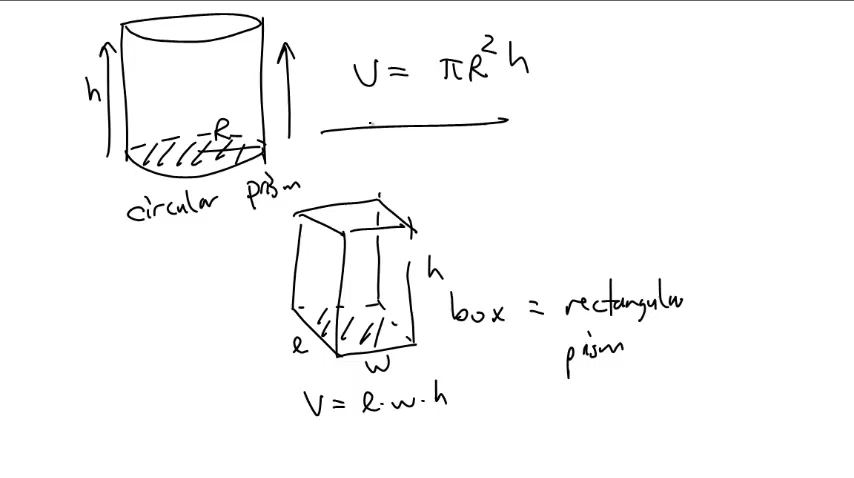 h
V = πR²h
R
circular prism
h
box = rectangular
prism
l
w
V = l·w·h